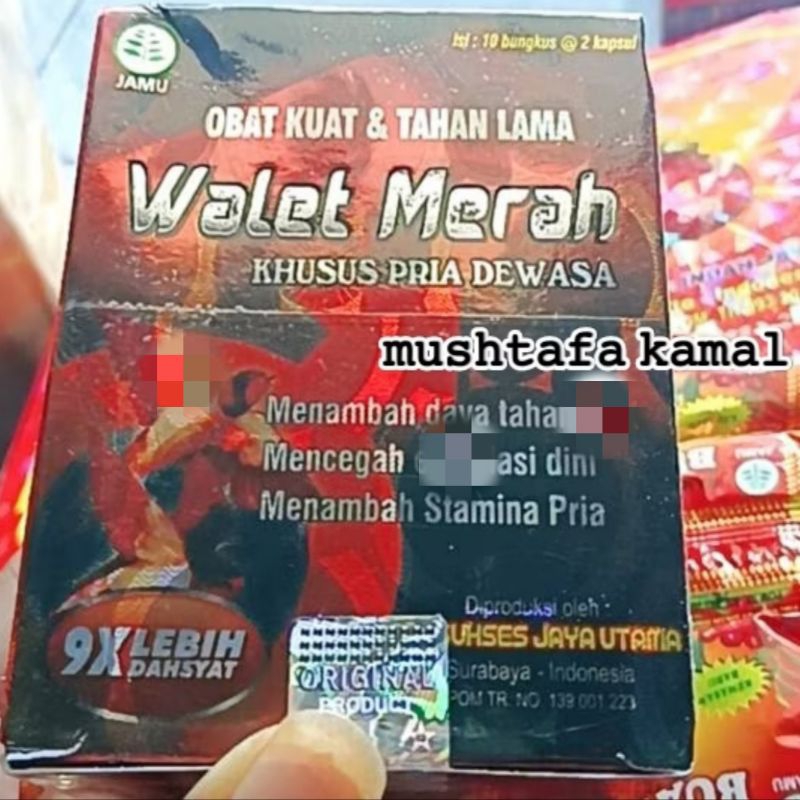 JAMU
Isi : 10 bungkus @ 2 kapsul
OBAT KUAT & TAHAN LAMA
Walet Merah
KHUSUS PRIA DEWASA
mushtafa kamal
Menambah daya tahan
Mencegah asi dini
Menambah Stamina Pria
9X LEBIH
DAHSYAT
ORIGINAL
PRODUCT
Diproduksi oleh :
SUKSES JAYA UTAMA
Surabaya - Indonesia
POM TR. NO. 139.001.223